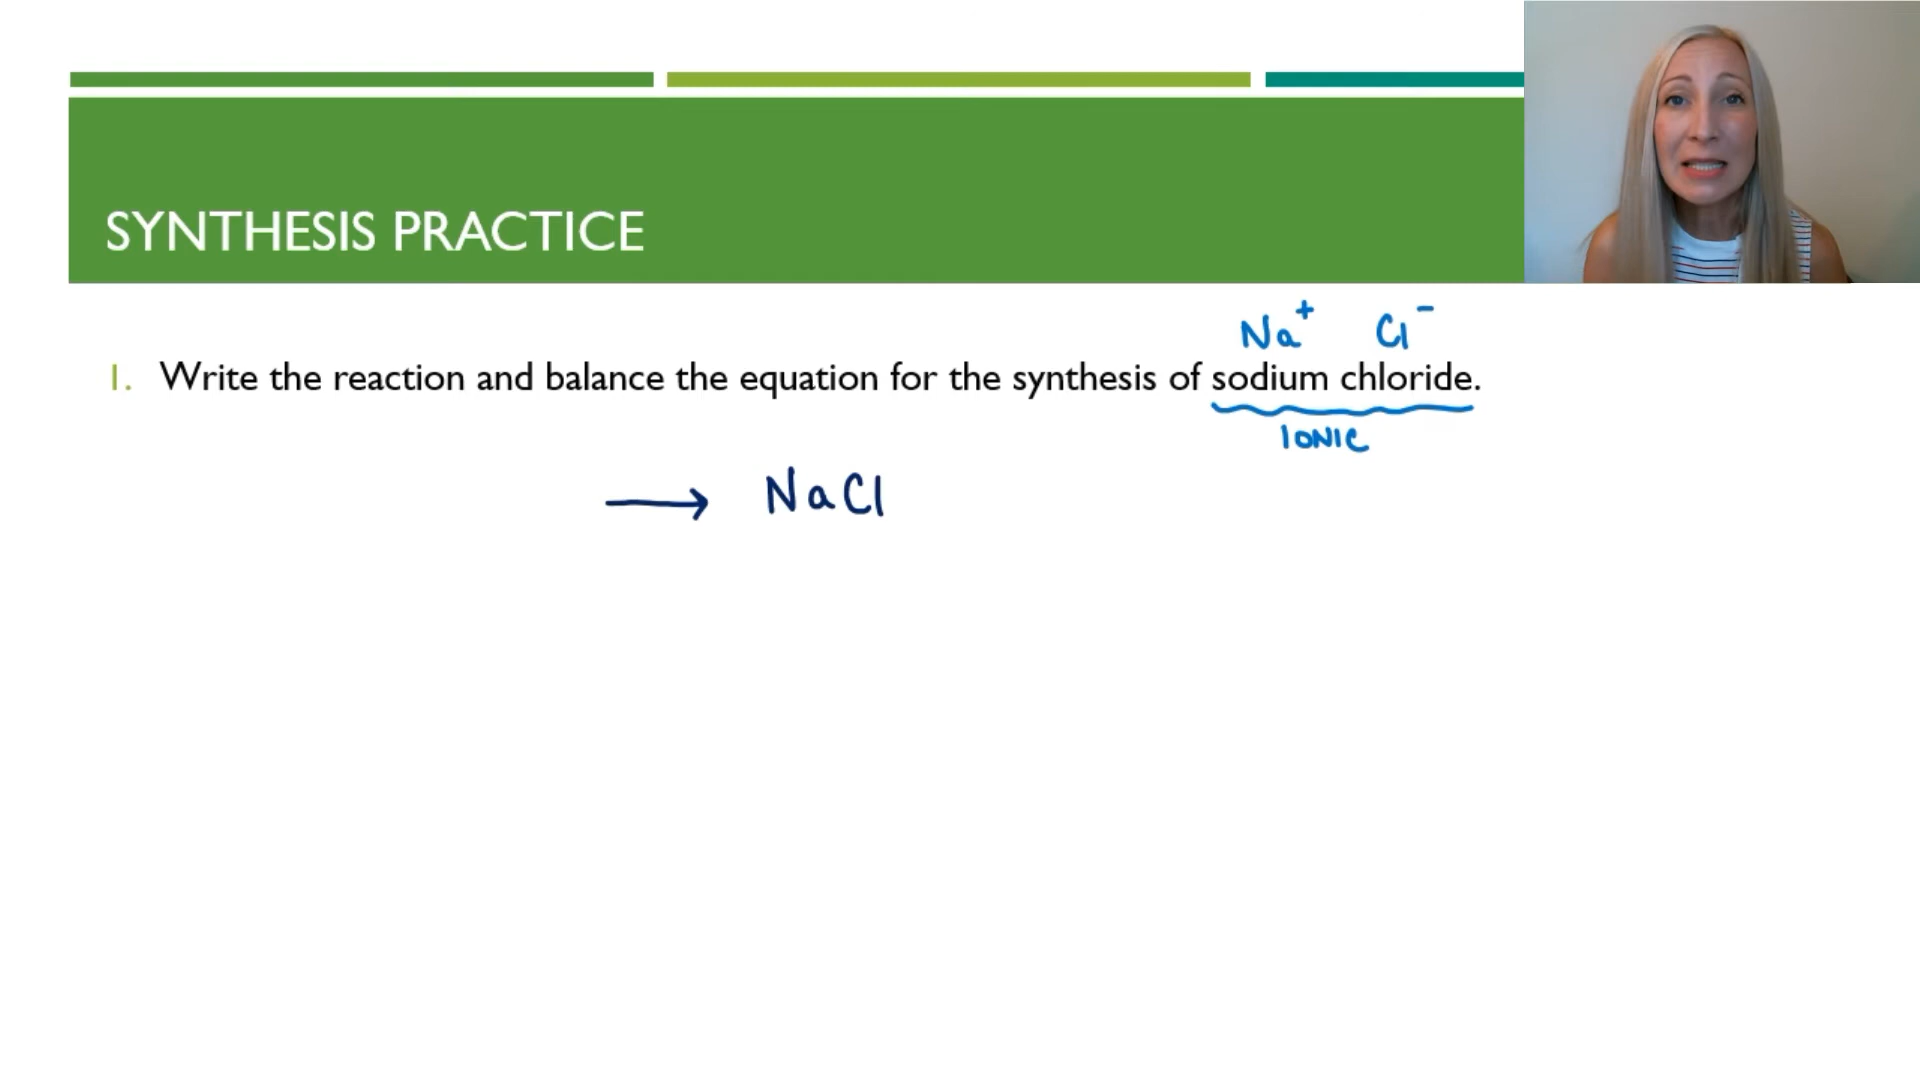 SYNTHESIS PRACTICE
Na⁺ Cl⁻
1. Write the reaction and balance the equation for the synthesis of sodium chloride.
IONIC
→ NaCl